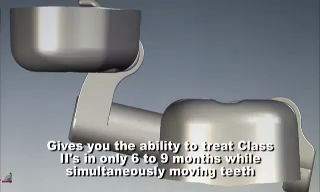 Gives you the ability to treat Class
II's in only 6 to 9 months while
simultaneously moving teeth